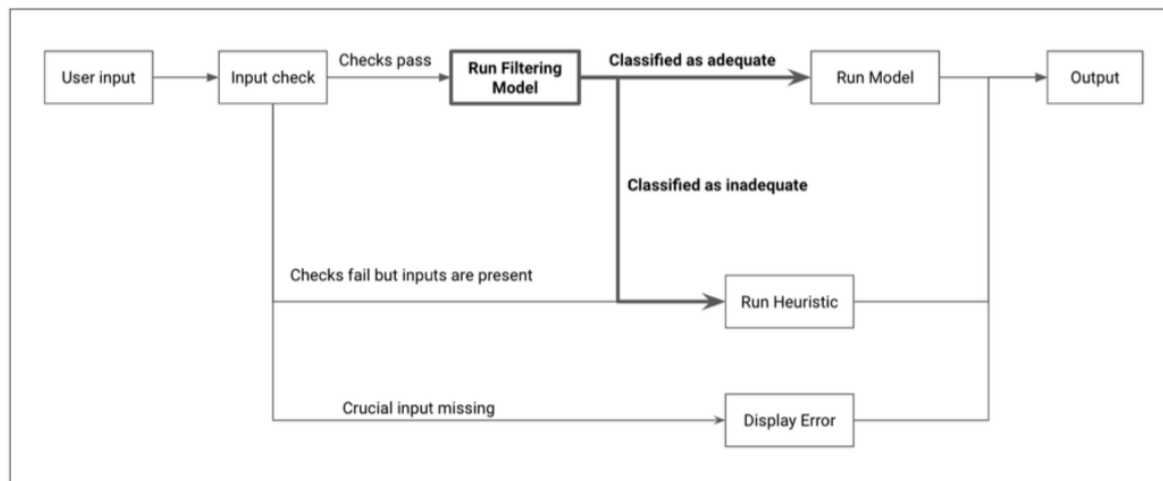 User input
Input check
Checks pass
Run Filtering
Model
Classified as adequate
Run Model
Output
Classified as inadequate
Checks fail but inputs are present
Run Heuristic
Crucial input missing
Display Error